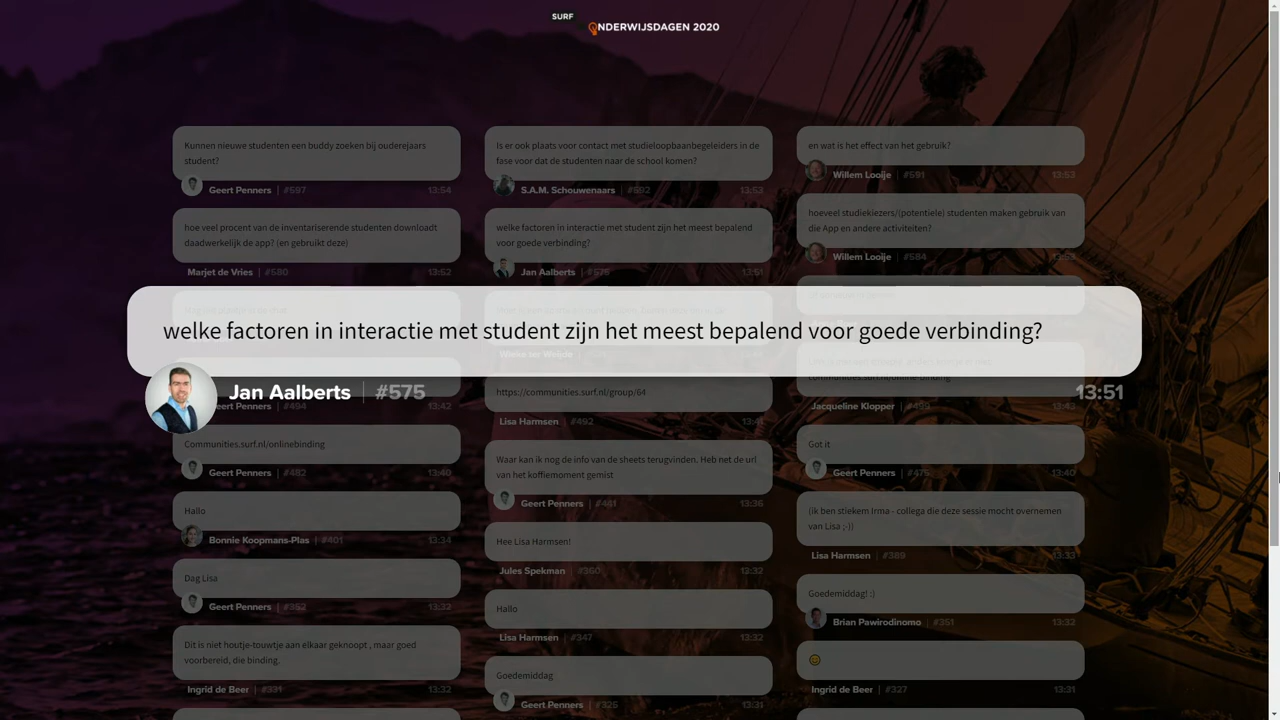 SURF
ONDERWIJSDAGEN 2020
Kunnen nieuwe studenten een buddy zoeken bij ouderejaars
student?
Geert Penners | #597 13:54
hoe veel procent van de inventariserende studenten downloadt
daadwerkelijk de app? (en gebruikt deze)
Marjet de Vries | #580 13:52
Is er ook plaats voor contact met studieloopbaanbegeleiders in de
fase voor dat de studenten naar de school komen?
S.A.M. Schouwenaars | #592 13:53
welke factoren in interactie met student zijn het meest bepalend
voor goede verbinding?
Jan Aalberts | #575 13:51
en wat is het effect van het gebruik?
Willem Looije | #591 13:53
hoeveel studiekiezers/(potentiele) studenten maken gebruik van
die App en andere activiteiten?
Willem Looije | #584 13:53
welke factoren in interactie met student zijn het meest bepalend voor goede verbinding?
Jan Aalberts | #575 13:51
Geert Penners | #494 13:42
Communities.surf.nl/onlinebinding
Geert Penners | #482 13:40
Hallo
Bonnie Koopmans-Plas | #401 13:34
Dag Lisa
Geert Penners | #352 13:32
Dit is niet houtje-touwtje aan elkaar geknoopt , maar goed
voorbereid, die binding.
Ingrid de Beer | #331 13:32
https://communities.surf.nl/group/64
Lisa Harmsen | #492 13:41
Waar kan ik nog de info van de sheets terugvinden. Heb net de url
van het koffiemoment gemist
Geert Penners | #441 13:36
Hee Lisa Harmsen!
Jules Spekman | #360 13:32
Hallo
Lisa Harmsen | #347 13:32
Goedemiddag
Geert Penners | #325 13:31
Jacqueline Klopper | #499 13:43
Got it
Geert Penners | #475 13:40
(ik ben stiekem Irma - collega die deze sessie mocht overnemen
van Lisa ;-))
Lisa Harmsen | #389 13:33
Goedemiddag! :)
Brian Pawirodinomo | #351 13:32
Ingrid de Beer | #327 13:31